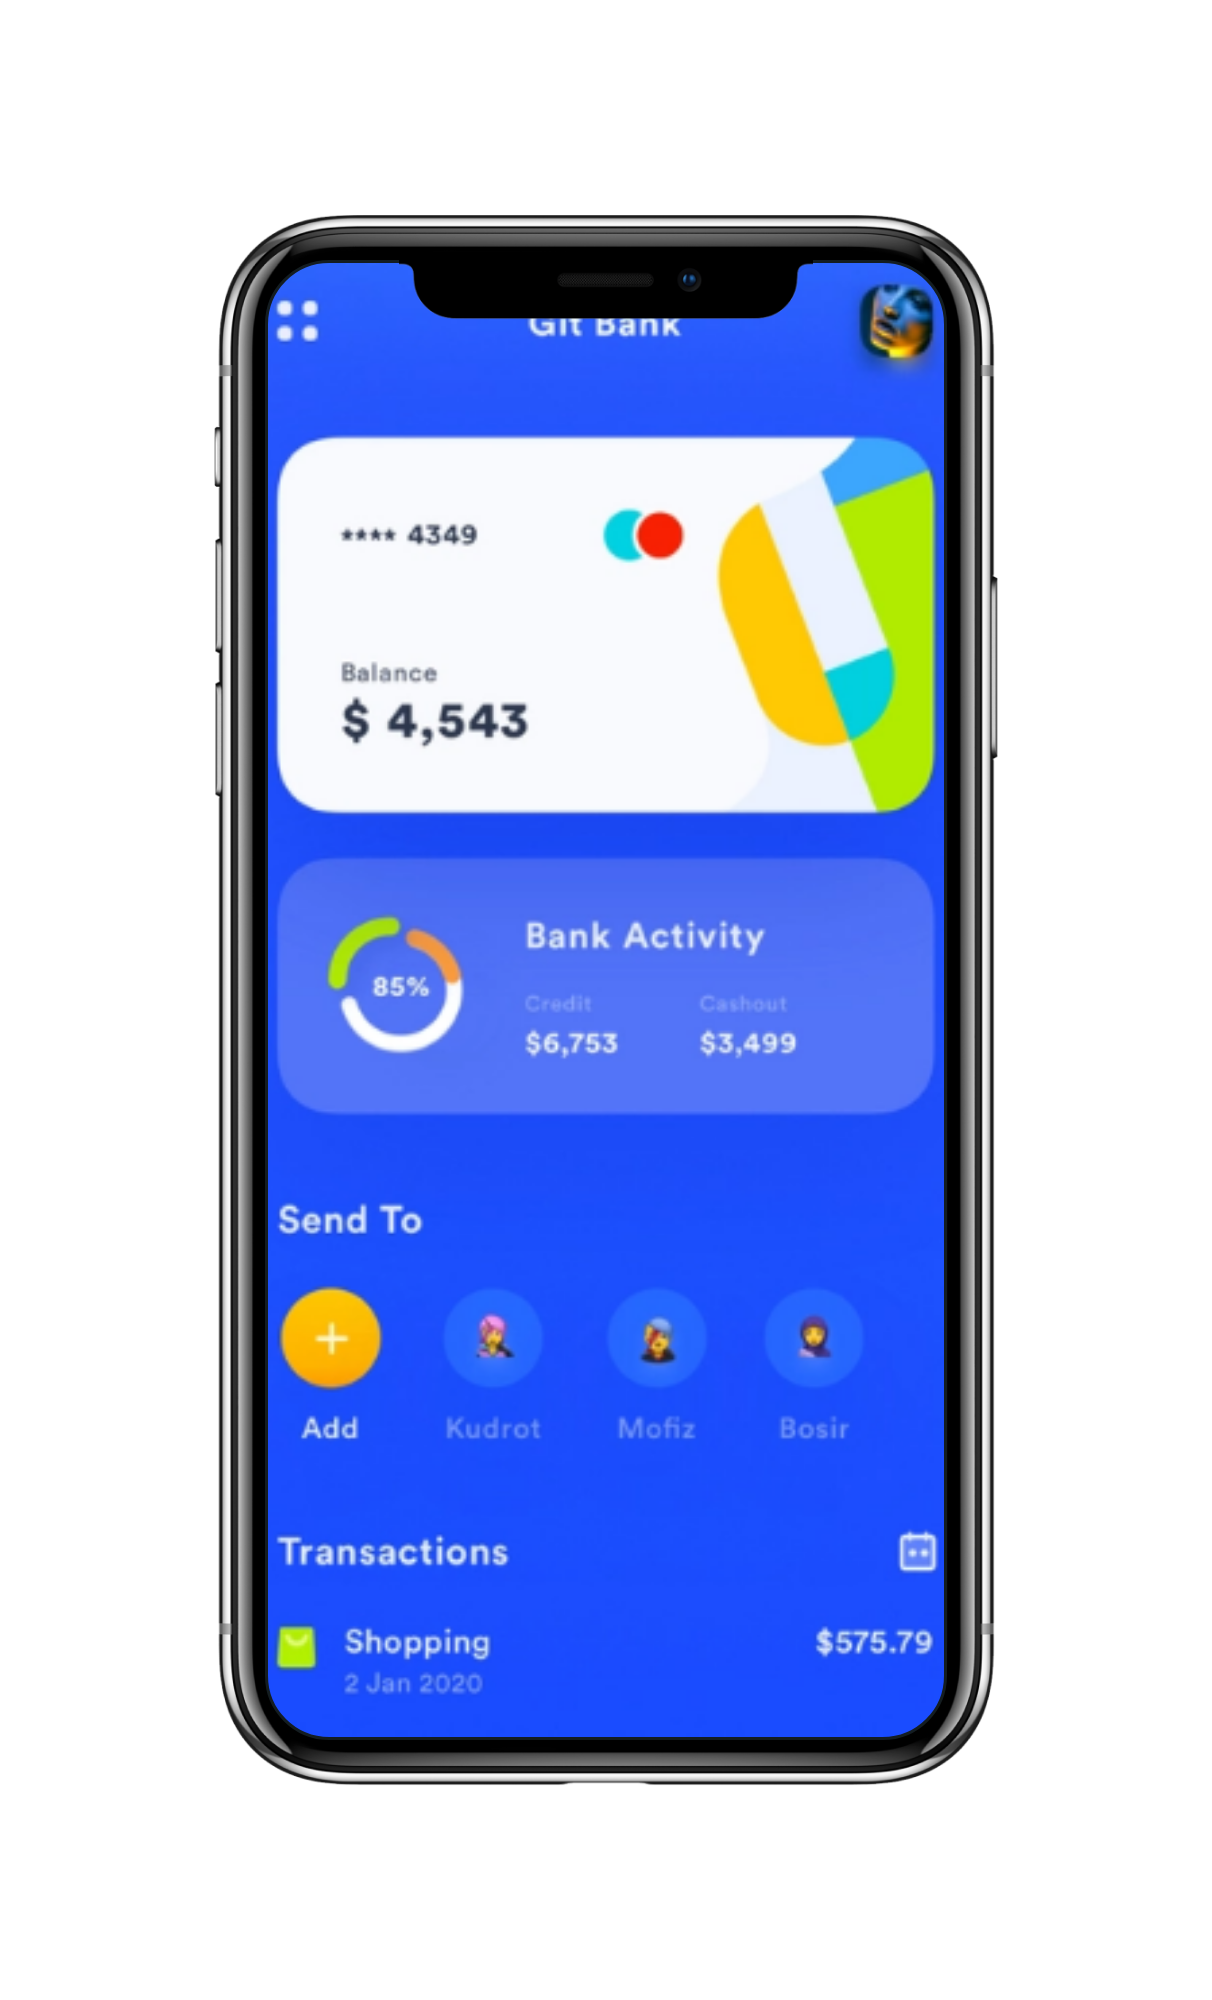 Git Bank
**** 4349
Balance
$ 4,543
85%
Bank Activity
Credit Cashout
$6,753 $3,499
Send To
Add Kudrot Mofiz Bosir
Transactions
Shopping $575.79
2 Jan 2020